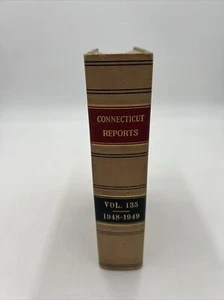 CONNECTICUT
REPORTS
VOL. 135
1948-1949